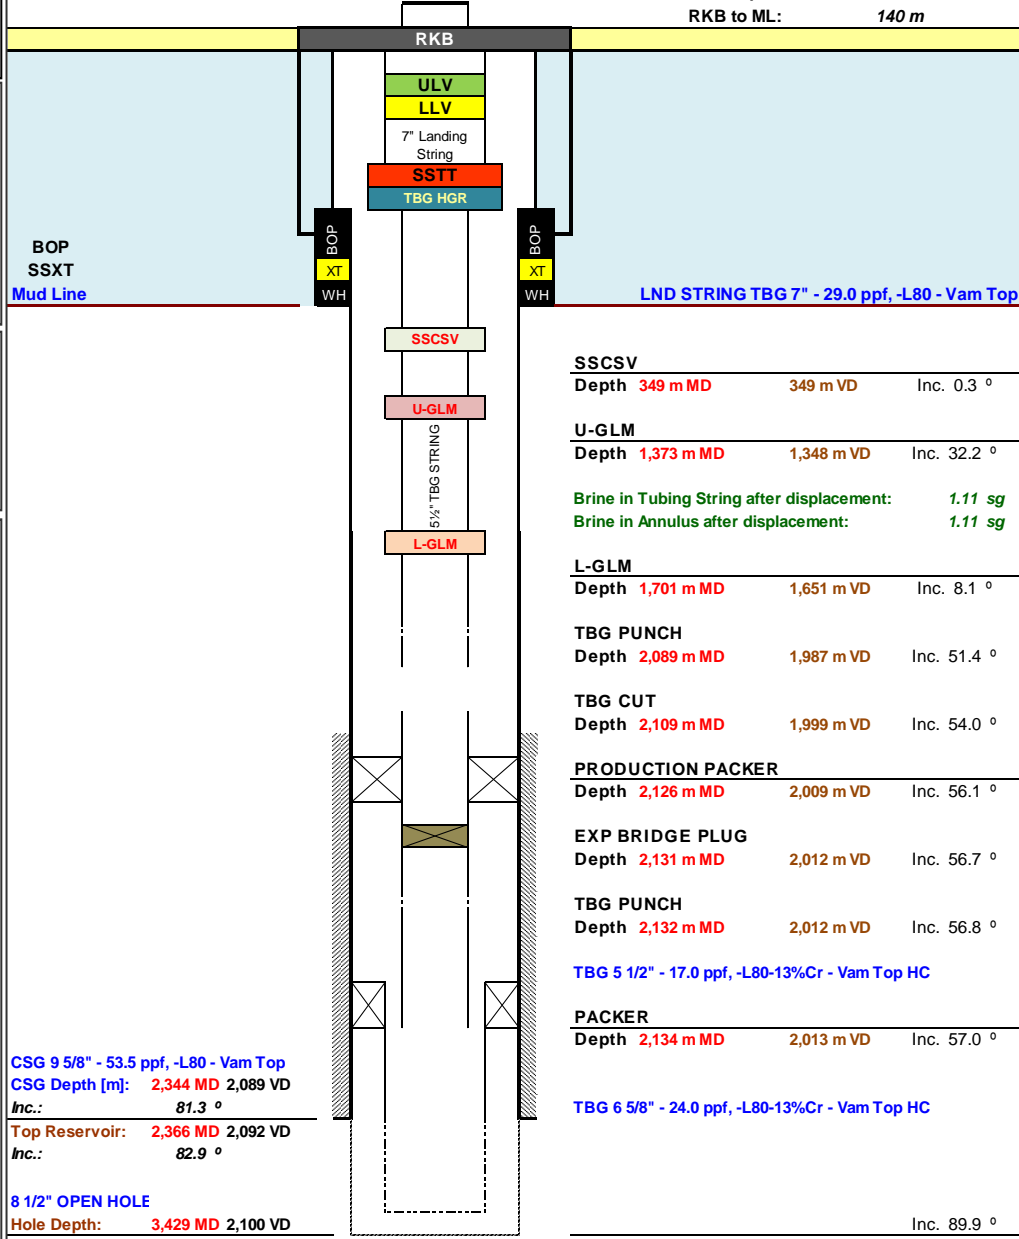 RKB to ML: 140 m
RKB
ULV
LLV
7" Landing
String
SSTT
TBG HGR
BOP
SSXT
Mud Line
BOP
XT
WH
BOP
XT
WH
LND STRING TBG 7" - 29.0 ppf, -L80 - Vam Top
SSCSV
SSCSV
Depth 349 m MD 349 m VD Inc. 0.3 º
U-GLM
U-GLM
Depth 1,373 m MD 1,348 m VD Inc. 32.2 º
5½" TBG STRING
Brine in Tubing String after displacement: 1.11 sg
Brine in Annulus after displacement: 1.11 sg
L-GLM
L-GLM
Depth 1,701 m MD 1,651 m VD Inc. 8.1 º
TBG PUNCH
Depth 2,089 m MD 1,987 m VD Inc. 51.4 º
TBG CUT
Depth 2,109 m MD 1,999 m VD Inc. 54.0 º
PRODUCTION PACKER
Depth 2,126 m MD 2,009 m VD Inc. 56.1 º
EXP BRIDGE PLUG
Depth 2,131 m MD 2,012 m VD Inc. 56.7 º
TBG PUNCH
Depth 2,132 m MD 2,012 m VD Inc. 56.8 º
TBG 5 1/2" - 17.0 ppf, -L80-13%Cr - Vam Top HC
PACKER
Depth 2,134 m MD 2,013 m VD Inc. 57.0 º
TBG 6 5/8" - 24.0 ppf, -L80-13%Cr - Vam Top HC
CSG 9 5/8" - 53.5 ppf, -L80 - Vam Top
CSG Depth [m]: 2,344 MD 2,089 VD
Inc.: 81.3 º
Top Reservoir: 2,366 MD 2,092 VD
Inc.: 82.9 º
8 1/2" OPEN HOLE
Hole Depth: 3,429 MD 2,100 VD
Inc. 89.9 º